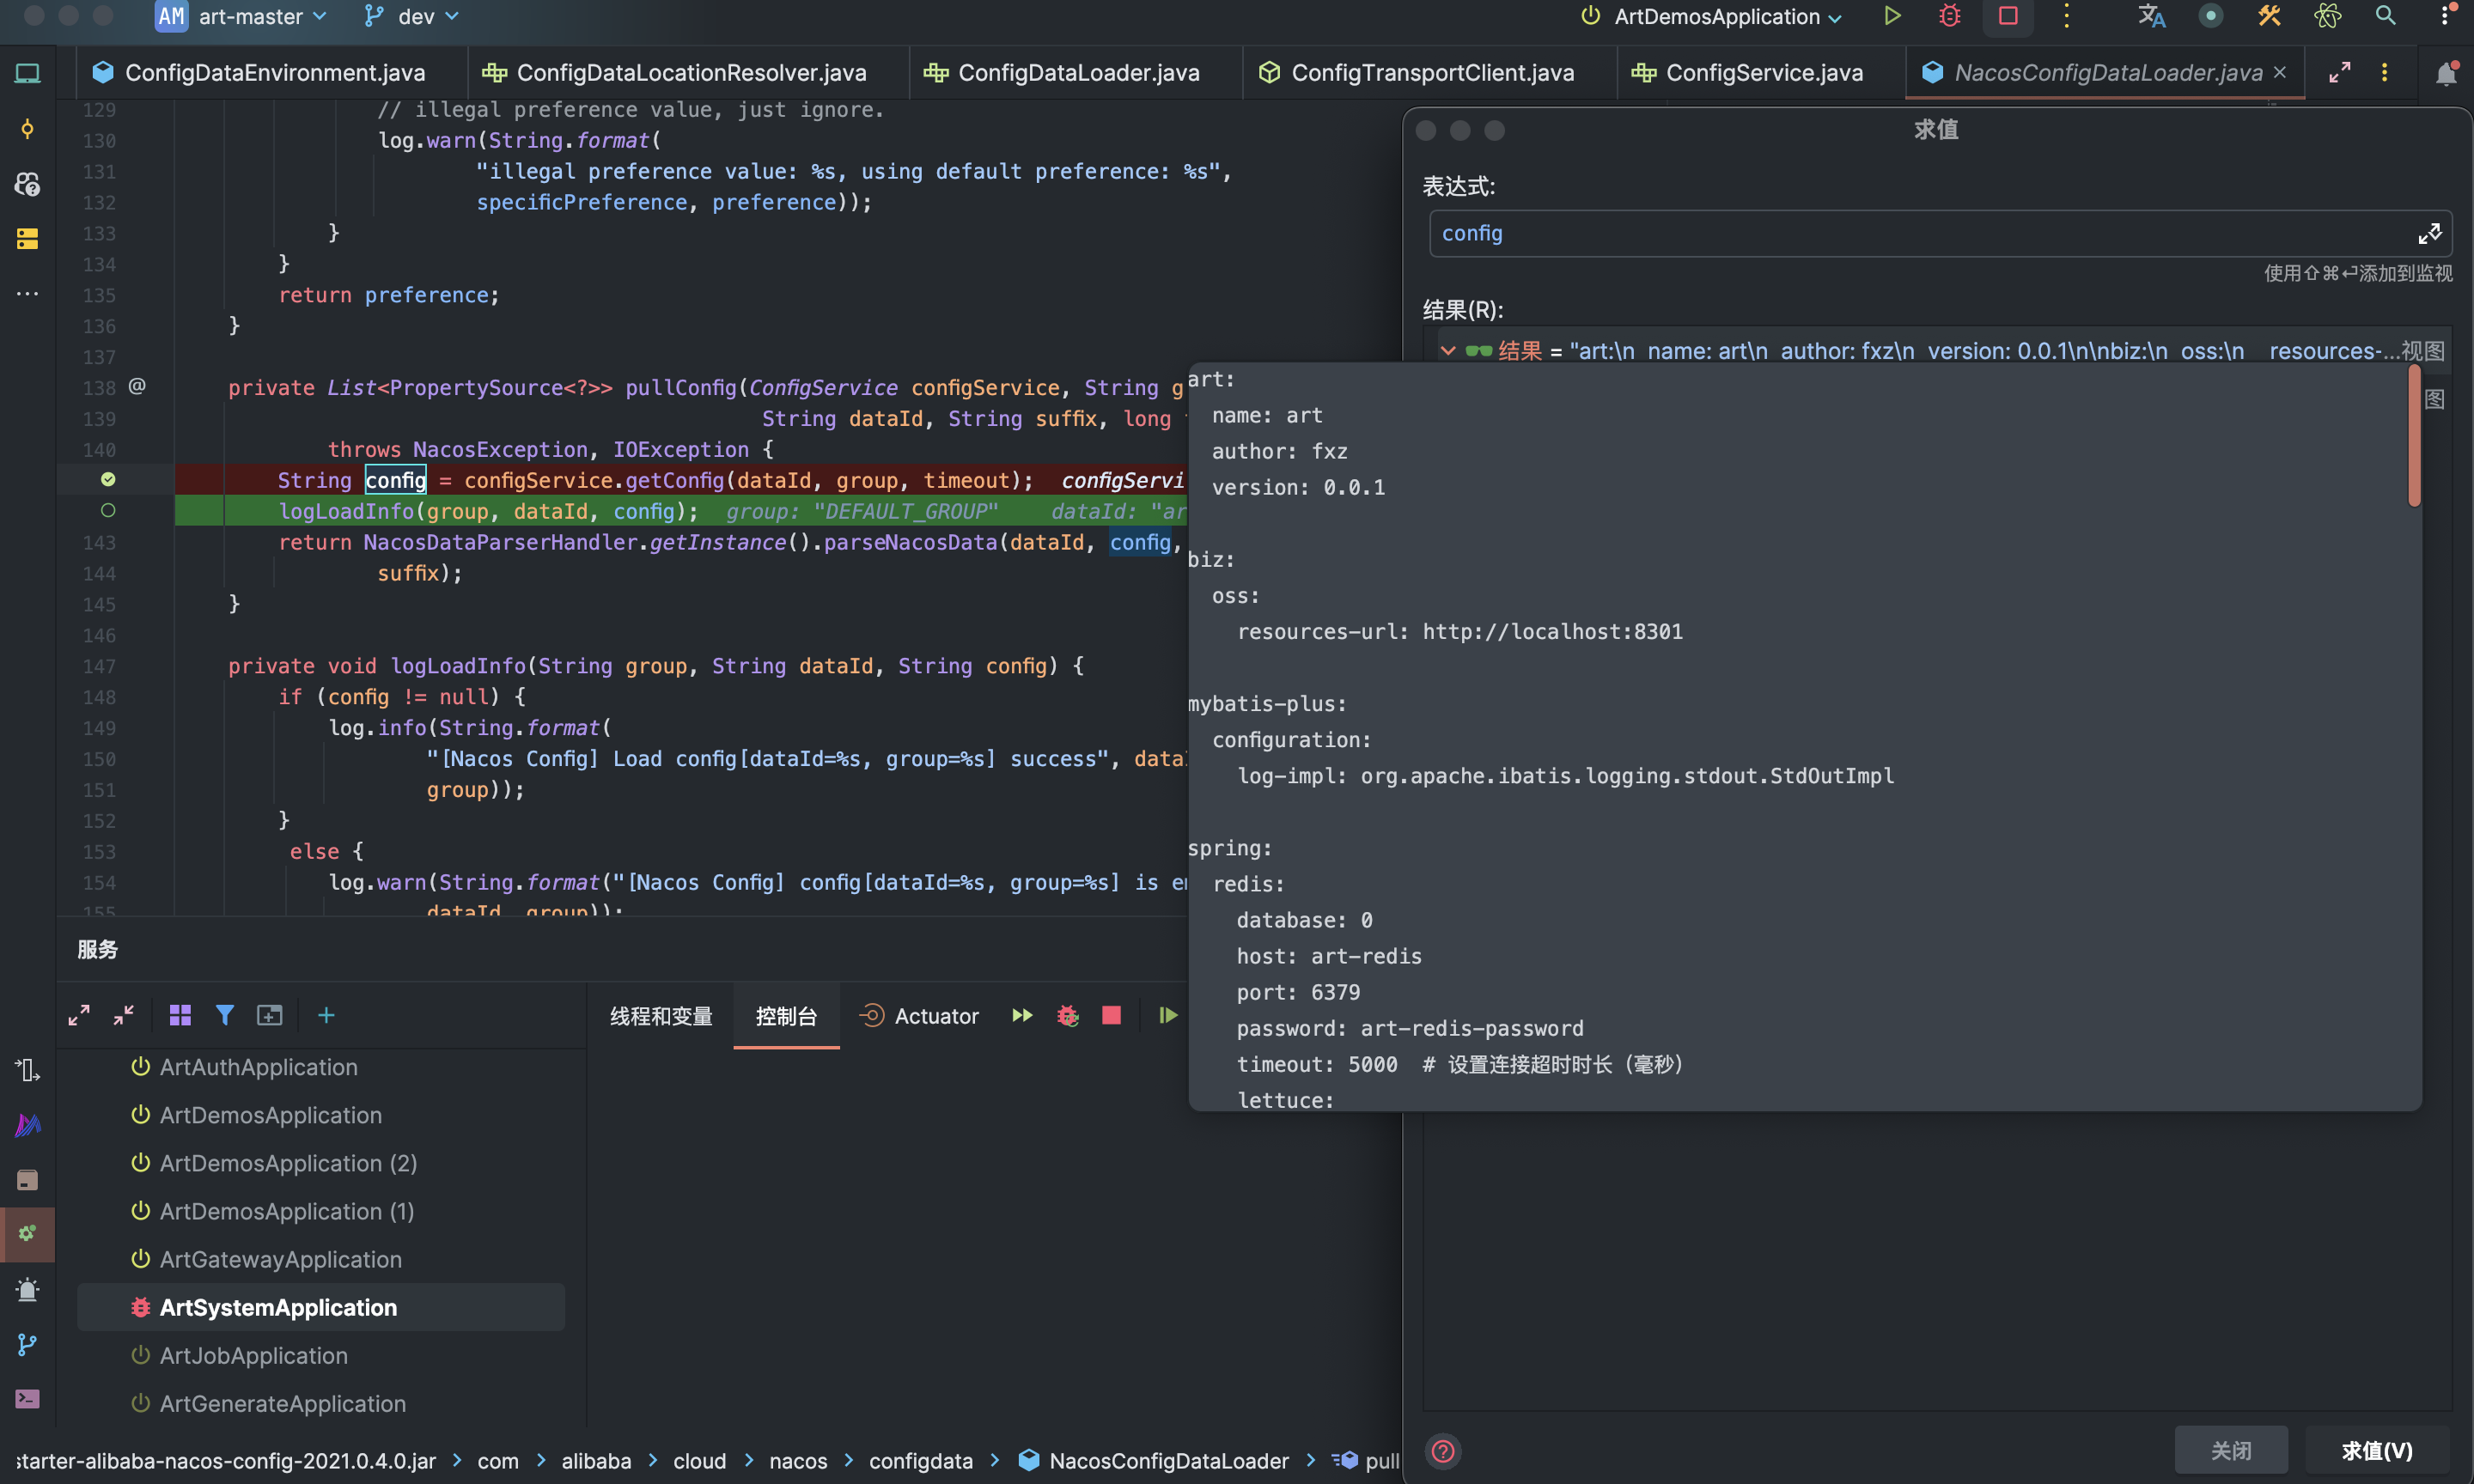 AM art-master dev ArtDemosApplication
ConfigDataEnvironment.java ConfigDataLocationResolver.java ConfigDataLoader.java ConfigTransportClient.java ConfigService.java NacosConfigDataLoader.java
129 // illegal preference value, just ignore.
130 log.warn(String.format(
131 "illegal preference value: %s, using default preference: %s",
132 specificPreference, preference));
133 }
134 }
135 return preference;
136 }
137
138 @ private List<PropertySource<?>> pullConfig(ConfigService configService, String g
139 String dataId, String suffix, long
140 throws NacosException, IOException {
String config = configService.getConfig(dataId, group, timeout); configServi
logLoadInfo(group, dataId, config); group: "DEFAULT_GROUP" dataId: "ar
143 return NacosDataParserHandler.getInstance().parseNacosData(dataId, config,
144 suffix);
145 }
146
147 private void logLoadInfo(String group, String dataId, String config) {
148 if (config != null) {
149 log.info(String.format(
150 "[Nacos Config] Load config[dataId=%s, group=%s] success", data
151 group));
152 }
153 else {
154 log.warn(String.format("[Nacos Config] config[dataId=%s, group=%s] is e
155 dataId, group));
求值
表达式:
config
使用⇧⌘↵添加到监视
结果(R):
结果 = "art:\n name: art\n author: fxz\n version: 0.0.1\n\nbiz:\n oss:\n resources-...视图
图
art:
name: art
author: fxz
version: 0.0.1
biz:
oss:
resources-url: http://localhost:8301
mybatis-plus:
configuration:
log-impl: org.apache.ibatis.logging.stdout.StdOutImpl
spring:
redis:
database: 0
host: art-redis
port: 6379
password: art-redis-password
timeout: 5000 # 设置连接超时时长（毫秒）
lettuce:
关闭 求值(V)
服务
线程和变量 控制台 Actuator
ArtAuthApplication
ArtDemosApplication
ArtDemosApplication (2)
ArtDemosApplication (1)
ArtGatewayApplication
ArtSystemApplication
ArtJobApplication
ArtGenerateApplication
starter-alibaba-nacos-config-2021.0.4.0.jar com alibaba cloud nacos configdata NacosConfigDataLoader pull